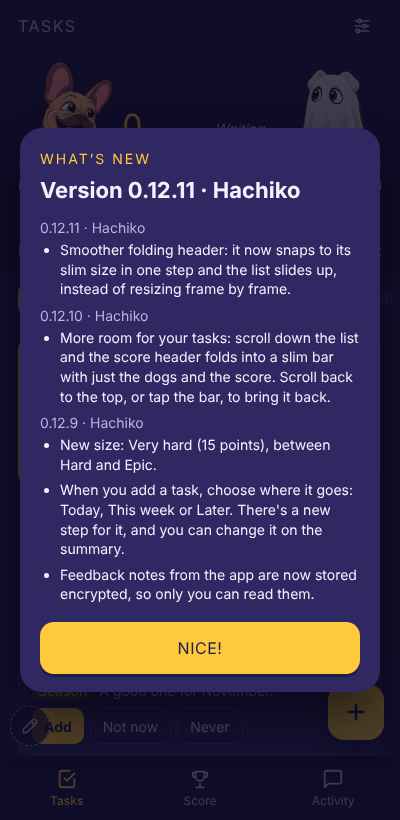 TASKS
Waiting
WHAT'S NEW
Version 0.12.11 · Hachiko
0.12.11 · Hachiko
• Smoother folding header: it now snaps to its
slim size in one step and the list slides up,
instead of resizing frame by frame.
0.12.10 · Hachiko
• More room for your tasks: scroll down the list
and the score header folds into a slim bar
with just the dogs and the score. Scroll back
to the top, or tap the bar, to bring it back.
0.12.9 · Hachiko
• New size: Very hard (15 points), between
Hard and Epic.
• When you add a task, choose where it goes:
Today, This week or Later. There's a new
step for it, and you can change it on the
summary.
• Feedback notes from the app are now stored
encrypted, so only you can read them.
NICE!
Season A good one for November.
Add Not now Never
Tasks Score Activity